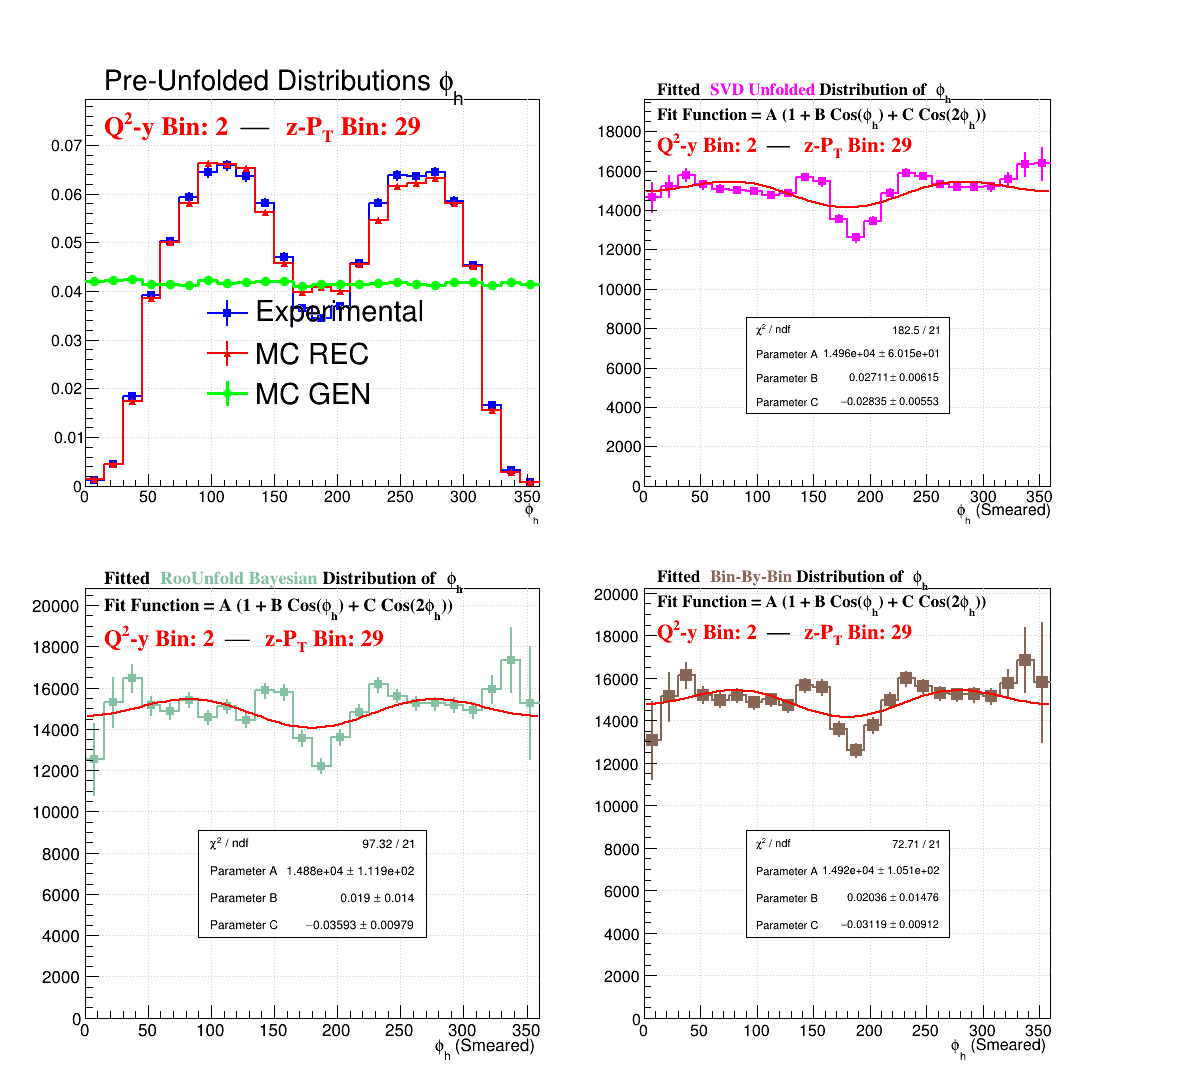 Pre-Unfolded Distributions ϕh
Q²-y Bin: 2 — z-PT Bin: 29
0.07
0.06
0.05
0.04
0.03
0.02
0.01
0
Experimental
MC REC
MC GEN
0 50 100 150 200 250 300 350
ϕh
Fitted SVD Unfolded Distribution of ϕh
Fit Function = A (1 + B Cos(ϕh) + C Cos(2ϕh))
Q²-y Bin: 2 — z-PT Bin: 29
18000
16000
14000
12000
10000
8000
6000
4000
2000
0
χ² / ndf 182.5 / 21
Parameter A 1.496e+04 ± 6.015e+01
Parameter B 0.02711 ± 0.00615
Parameter C −0.02835 ± 0.00553
0 50 100 150 200 250 300 350
ϕh (Smeared)
Fitted RooUnfold Bayesian Distribution of ϕh
Fit Function = A (1 + B Cos(ϕh) + C Cos(2ϕh))
Q²-y Bin: 2 — z-PT Bin: 29
20000
18000
16000
14000
12000
10000
8000
6000
4000
2000
0
χ² / ndf 97.32 / 21
Parameter A 1.488e+04 ± 1.119e+02
Parameter B 0.019 ± 0.014
Parameter C −0.03593 ± 0.00979
0 50 100 150 200 250 300 350
ϕh (Smeared)
Fitted Bin-By-Bin Distribution of ϕh
Fit Function = A (1 + B Cos(ϕh) + C Cos(2ϕh))
Q²-y Bin: 2 — z-PT Bin: 29
20000
18000
16000
14000
12000
10000
8000
6000
4000
2000
0
χ² / ndf 72.71 / 21
Parameter A 1.492e+04 ± 1.051e+02
Parameter B 0.02036 ± 0.01476
Parameter C −0.03119 ± 0.00912
0 50 100 150 200 250 300 350
ϕh (Smeared)